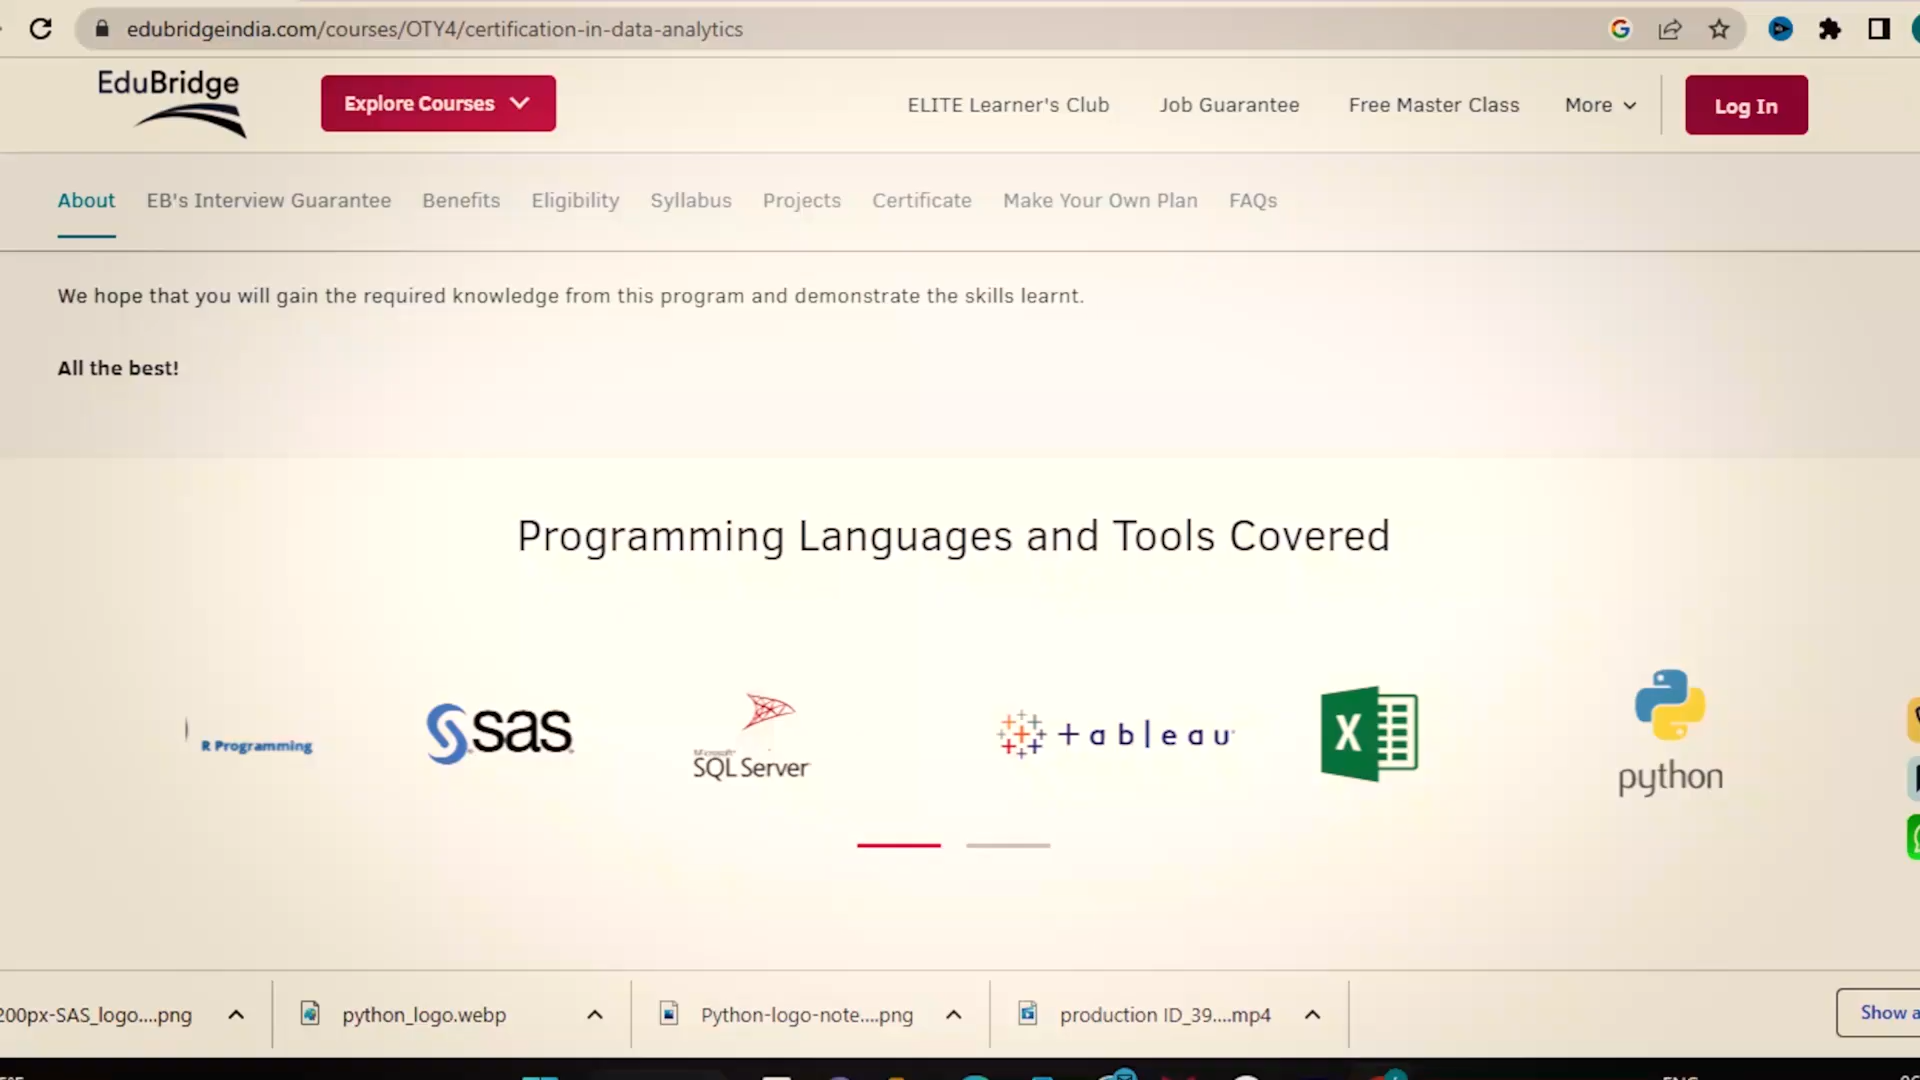 edubridgeindia.com/courses/OTY4/certification-in-data-analytics
EduBridge
Explore Courses
ELITE Learner's Club
Job Guarantee
Free Master Class
More
Log In
About
EB's Interview Guarantee
Benefits
Eligibility
Syllabus
Projects
Certificate
Make Your Own Plan
FAQs
We hope that you will gain the required knowledge from this program and demonstrate the skills learnt.
All the best!
Programming Languages and Tools Covered
R Programming
sas
Microsoft
SQL Server
tableau
X
python
200px-SAS_logo....png
python_logo.webp
Python-logo-note....png
production ID_39....mp4
Show a